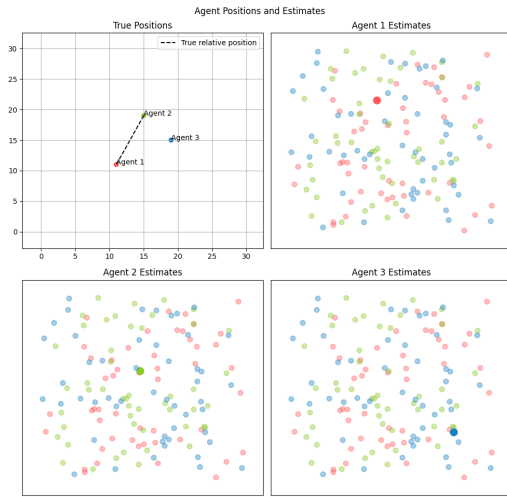 Agent Positions and Estimates
True Positions
Agent 1 Estimates
True relative position
30
25
20
15
10
5
0
Agent 2
Agent 3
Agent 1
0
5
10
15
20
25
30
Agent 2 Estimates
Agent 3 Estimates